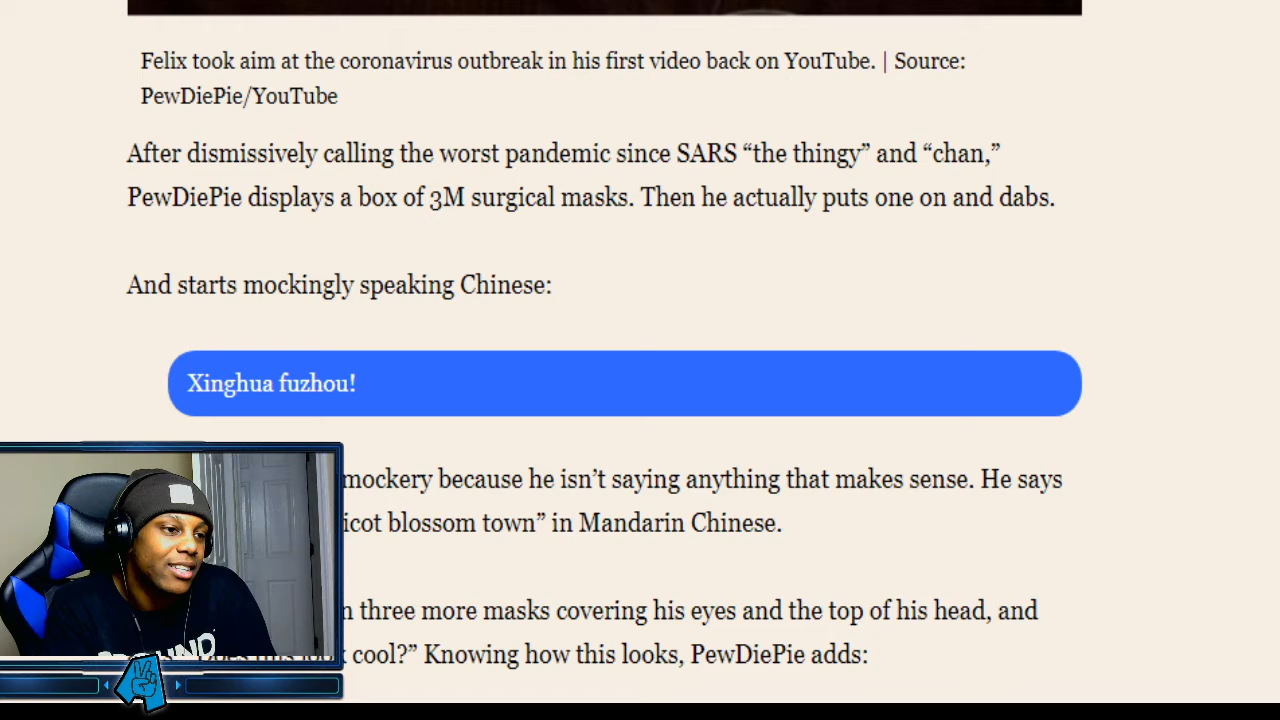 Felix took aim at the coronavirus outbreak in his first video back on YouTube. | Source:
PewDiePie/YouTube
After dismissively calling the worst pandemic since SARS “the thingy” and “chan,”
PewDiePie displays a box of 3M surgical masks. Then he actually puts one on and dabs.
And starts mockingly speaking Chinese:
Xinghua fuzhou!
mockery because he isn’t saying anything that makes sense. He says
icot blossom town” in Mandarin Chinese.
n three more masks covering his eyes and the top of his head, and
cool?” Knowing how this looks, PewDiePie adds: